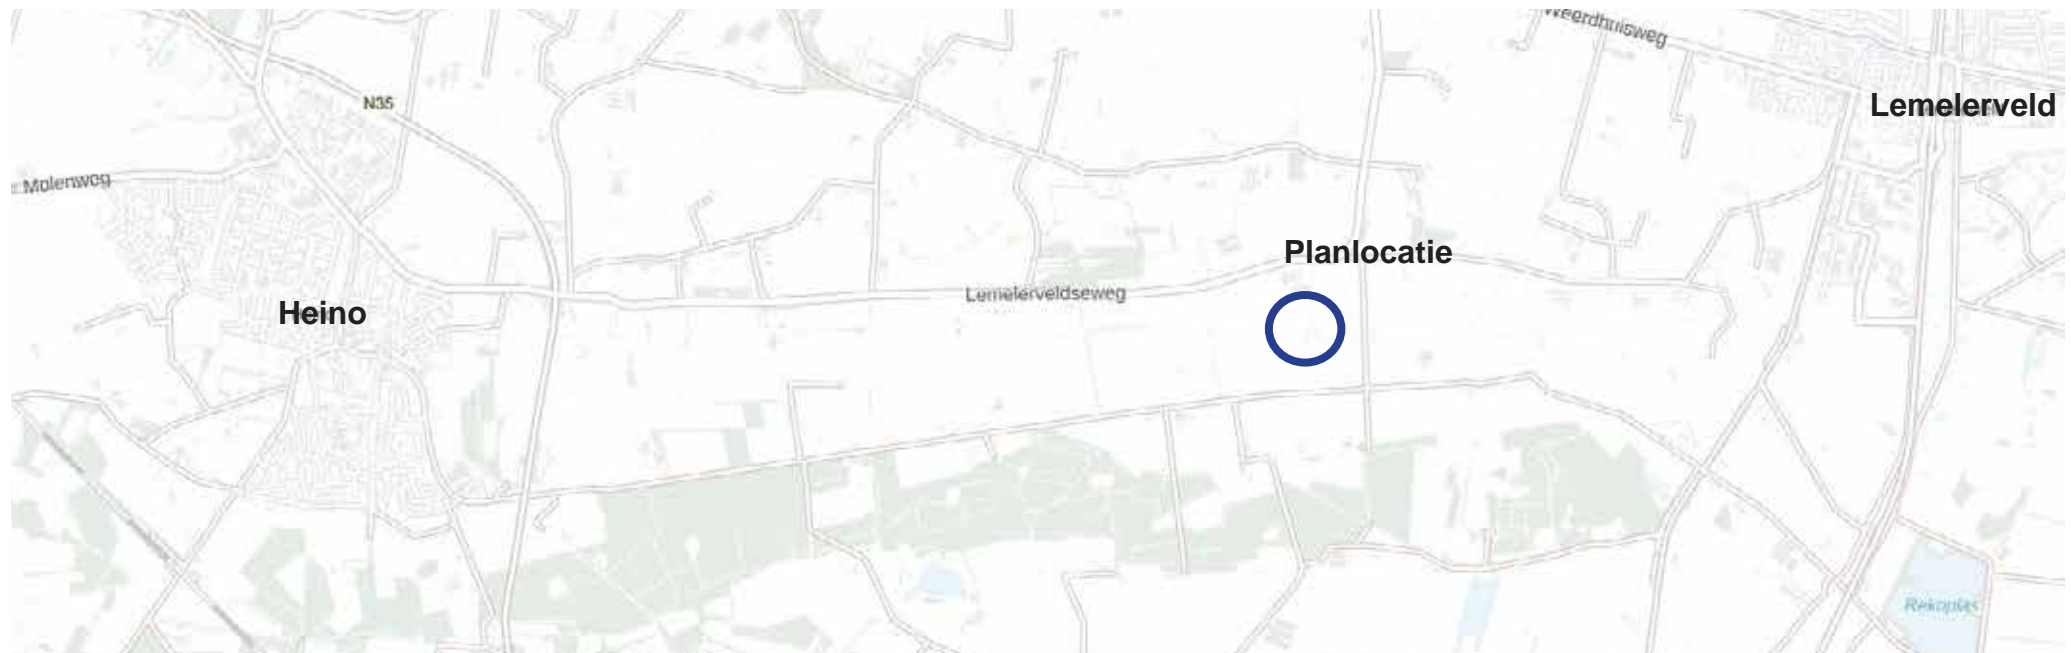 Weerdhuisweg
N35
Lemelerveld
Molenweg
Planlocatie
Lemelerveldseweg
Heino
Rekoplas